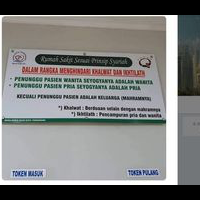 Rumah Sakit Sesuai Prinsip Syariah
DALAM RANGKA MENGHINDARI KHALWAT DAN IKHTILATH
- PENUNGGU PASIEN WANITA SEYOGYANYA ADALAH WANITA
- PENUNGGU PASIEN PRIA SEYOGYANYA ADALAH PRIA
KECUALI PENUNGGU PASIEN ADALAH KELUARGA (MAHRAMNYA)
*) Khalwat : Berduaan selain dengan mahramnya
*) Ikhtilath : Pencampuran pria dan wanita
TOKEN MASUK
TOKEN PULANG